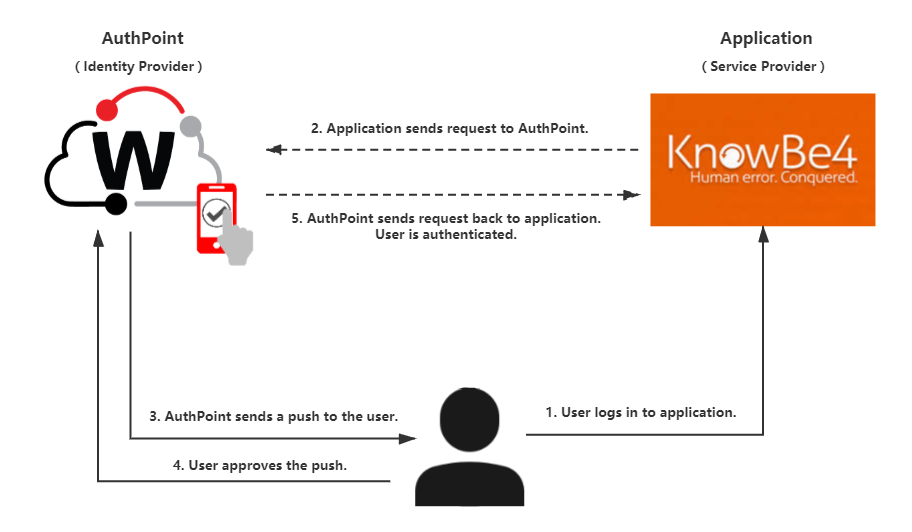 AuthPoint
( Identity Provider )
Application
( Service Provider )
W
KnowBe4
Human error. Conquered.
2. Application sends request to AuthPoint.
5. AuthPoint sends request back to application.
User is authenticated.
3. AuthPoint sends a push to the user.
1. User logs in to application.
4. User approves the push.